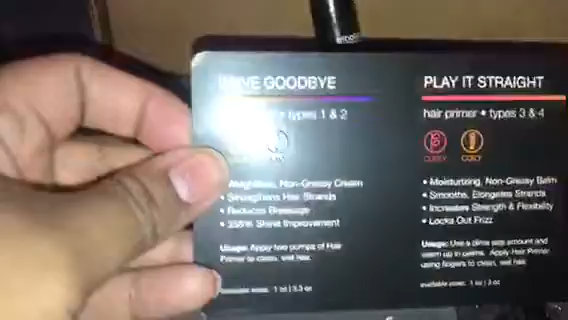 GOODBYE
types 1 & 2
Weightless, Non-Greasy Cream
• Strengthens Hair Strands
• Reduces Breakage
• 355% Shine Improvement
Usage: Apply two pumps of Hair
Primer to clean, wet hair.
available sizes: 1 oz | 3.3 oz
PLAY IT STRAIGHT
hair primer • types 3 & 4
CURLY
COILY
• Moisturizing, Non-Greasy Balm
• Smooths, Elongates Strands
• Increases Strength & Flexibility
• Locks Out Frizz
Usage: Use a dime size amount and
warm up in palms. Apply Hair Primer
using fingers to clean, wet hair.
available sizes: 1 oz | 3 oz